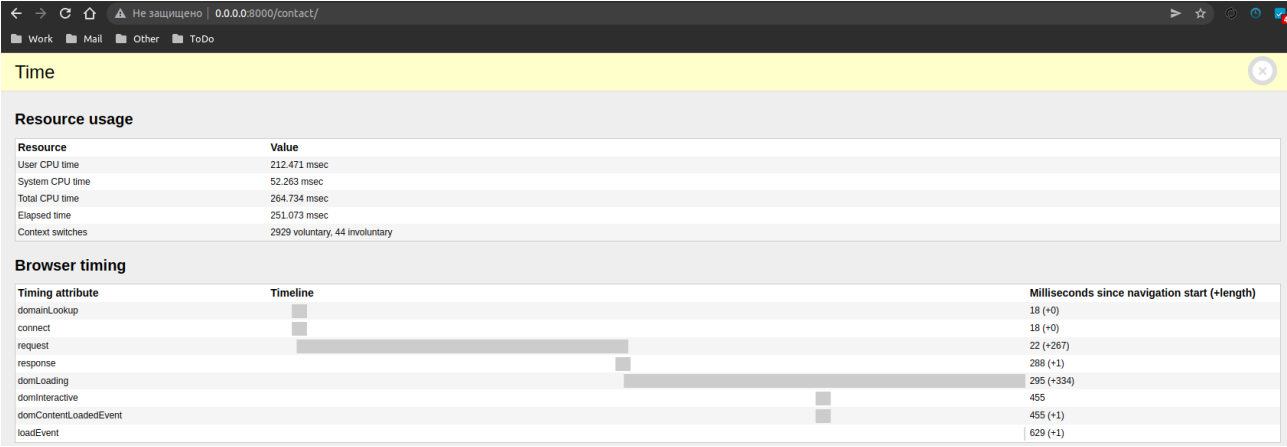 Не защищено 0.0.0.0:8000/contact/
Work Mail Other ToDo
Time
Resource usage
Resource Value
User CPU time 212.471 msec
System CPU time 52.263 msec
Total CPU time 264.734 msec
Elapsed time 251.073 msec
Context switches 2929 voluntary, 44 involuntary
Browser timing
Timing attribute Timeline Milliseconds since navigation start (+length)
domainLookup 18 (+0)
connect 18 (+0)
request 22 (+267)
response 288 (+1)
domLoading 295 (+334)
domInteractive 455
domContentLoadedEvent 455 (+1)
loadEvent 629 (+1)